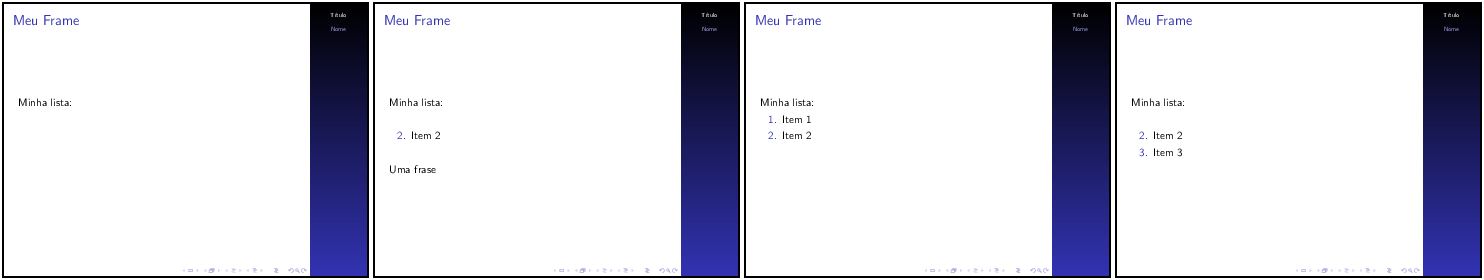 Meu Frame
Título
Nome
Minha lista:
Meu Frame
Título
Nome
Minha lista:
2. Item 2
Uma frase
Meu Frame
Título
Nome
Minha lista:
1. Item 1
2. Item 2
Meu Frame
Título
Nome
Minha lista:
2. Item 2
3. Item 3